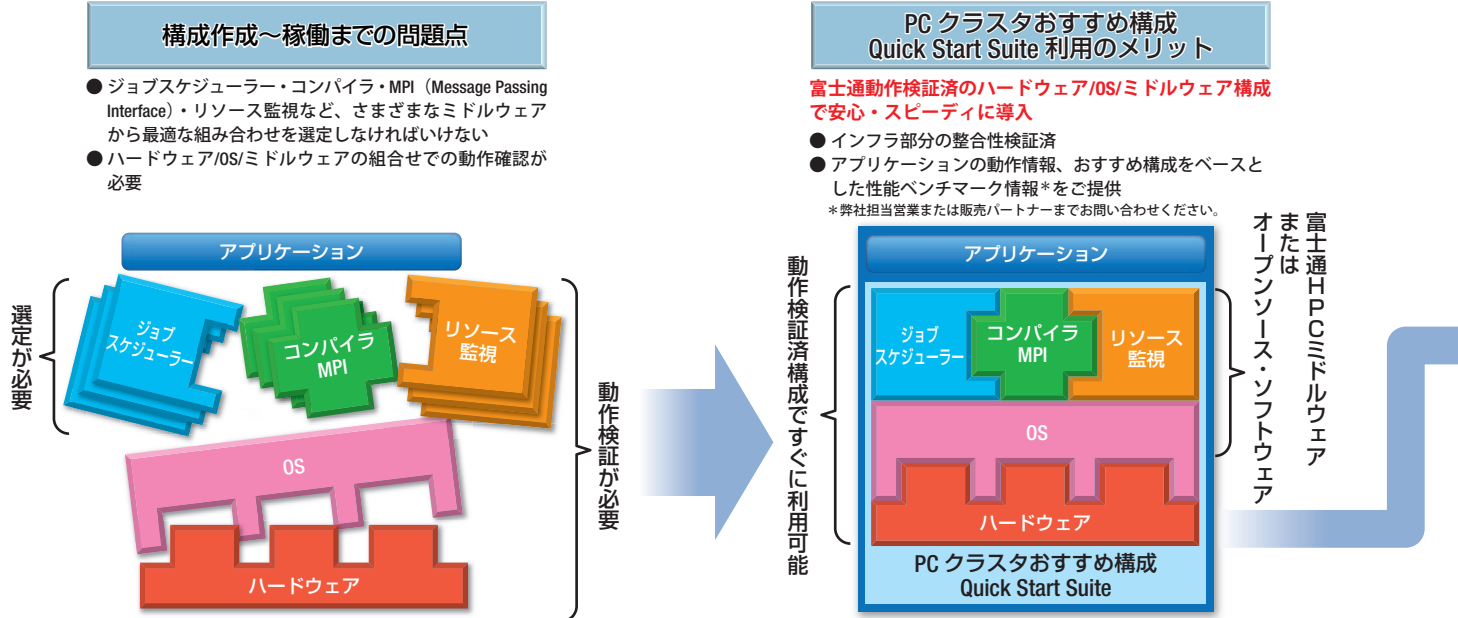 構成作成～稼働までの問題点
● ジョブスケジューラー・コンパイラ・MPI（Message Passing
Interface）・リソース監視など、さまざまなミドルウェア
から最適な組み合わせを選定しなければいけない
● ハードウェア/OS/ミドルウェアの組合せでの動作確認が
必要
アプリケーション
選定が必要
ジョブ
スケジューラー
コンパイラ
MPI
リソース
監視
OS
ハードウェア
動作検証が必要
PC クラスタおすすめ構成
Quick Start Suite 利用のメリット
富士通動作検証済のハードウェア/OS/ミドルウェア構成
で安心・スピーディに導入
● インフラ部分の整合性検証済
● アプリケーションの動作情報、おすすめ構成をベースと
した性能ベンチマーク情報＊をご提供
＊弊社担当営業または販売パートナーまでお問い合わせください。
動作検証済構成ですぐに利用可能
アプリケーション
ジョブ
スケジューラー
コンパイラ
MPI
リソース
監視
OS
ハードウェア
PC クラスタおすすめ構成
Quick Start Suite
富士通ＨＰＣミドルウェア
または
オープンソース・ソフトウェア